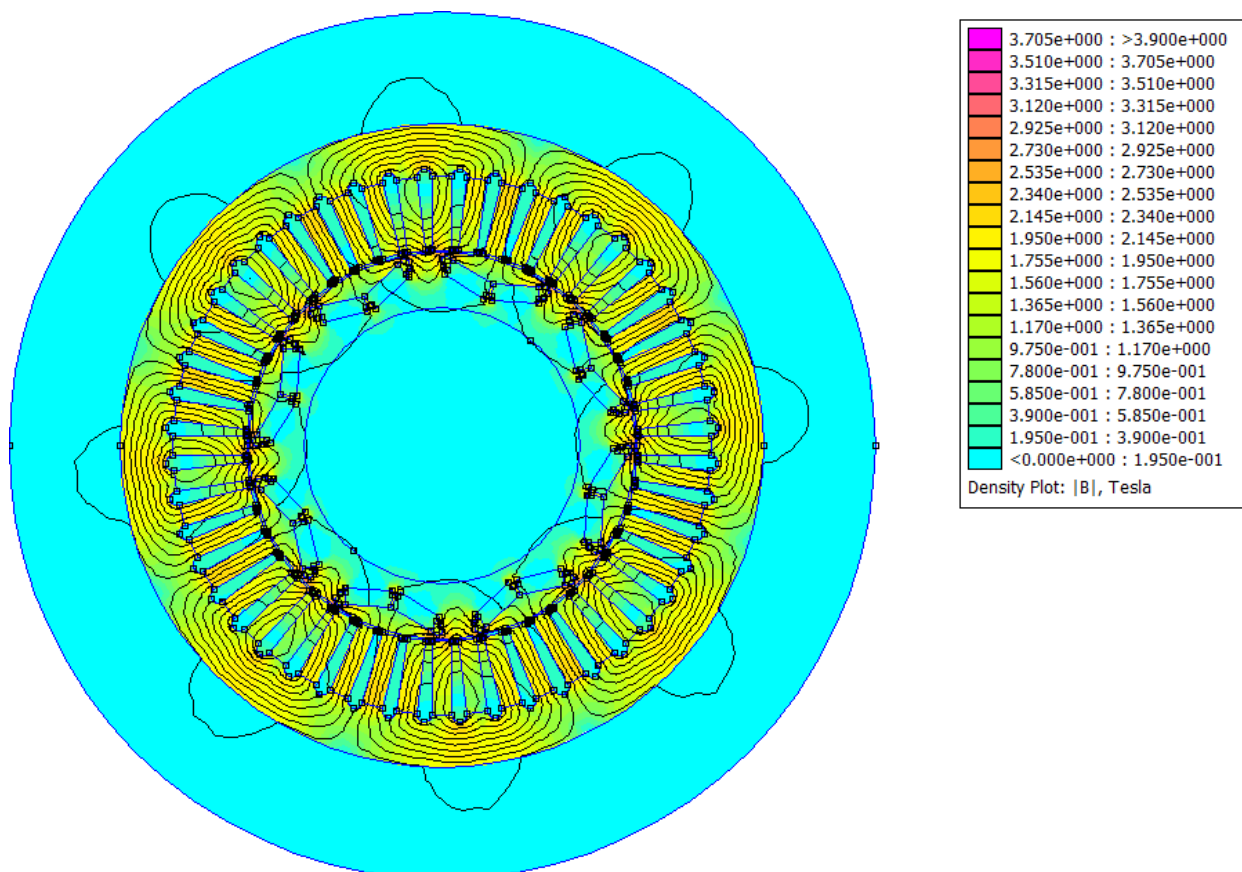 3.705e+000 : >3.900e+000
3.510e+000 : 3.705e+000
3.315e+000 : 3.510e+000
3.120e+000 : 3.315e+000
2.925e+000 : 3.120e+000
2.730e+000 : 2.925e+000
2.535e+000 : 2.730e+000
2.340e+000 : 2.535e+000
2.145e+000 : 2.340e+000
1.950e+000 : 2.145e+000
1.755e+000 : 1.950e+000
1.560e+000 : 1.755e+000
1.365e+000 : 1.560e+000
1.170e+000 : 1.365e+000
9.750e-001 : 1.170e+000
7.800e-001 : 9.750e-001
5.850e-001 : 7.800e-001
3.900e-001 : 5.850e-001
1.950e-001 : 3.900e-001
<0.000e+000 : 1.950e-001
Density Plot: |B|, Tesla